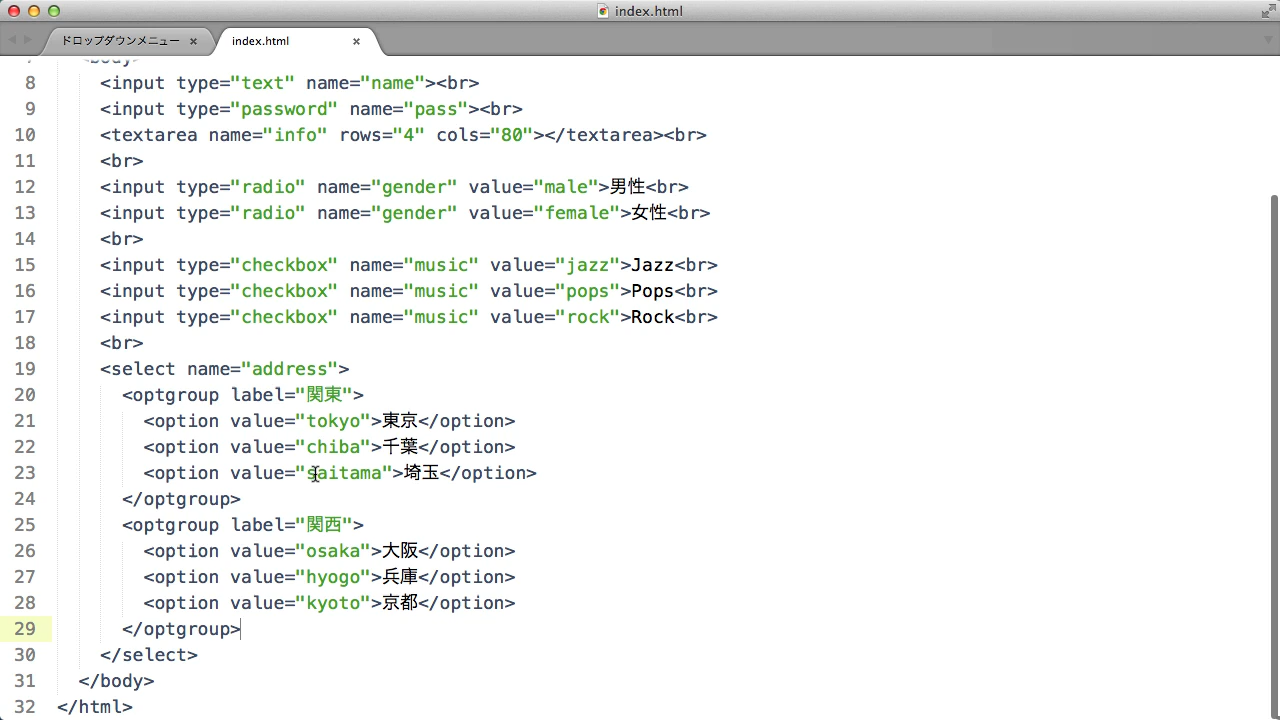 index.html
ドロップダウンメニュー × index.html ×
7 <body>
8 <input type="text" name="name"><br>
9 <input type="password" name="pass"><br>
10 <textarea name="info" rows="4" cols="80"></textarea><br>
11 <br>
12 <input type="radio" name="gender" value="male">男性<br>
13 <input type="radio" name="gender" value="female">女性<br>
14 <br>
15 <input type="checkbox" name="music" value="jazz">Jazz<br>
16 <input type="checkbox" name="music" value="pops">Pops<br>
17 <input type="checkbox" name="music" value="rock">Rock<br>
18 <br>
19 <select name="address">
20 <optgroup label="関東">
21 <option value="tokyo">東京</option>
22 <option value="chiba">千葉</option>
23 <option value="saitama">埼玉</option>
24 </optgroup>
25 <optgroup label="関西">
26 <option value="osaka">大阪</option>
27 <option value="hyogo">兵庫</option>
28 <option value="kyoto">京都</option>
29 </optgroup>
30 </select>
31 </body>
32 </html>